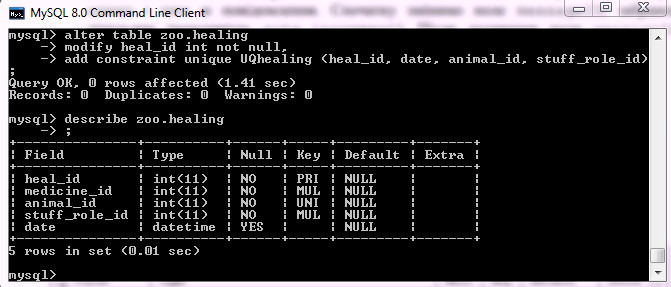 MySQL 8.0 Command Line Client
mysql> alter table zoo.healing
    -> modify heal_id int not null,
    -> add constraint unique UQhealing (heal_id, date, animal_id, stuff_role_id)
;
Query OK, 0 rows affected (1.41 sec)
Records: 0  Duplicates: 0  Warnings: 0
mysql> describe zoo.healing
    -> ;
+---------------+----------+------+-----+---------+-------+
| Field         | Type     | Null | Key | Default | Extra |
+---------------+----------+------+-----+---------+-------+
| heal_id       | int(11)  | NO   | PRI | NULL    |       |
| medicine_id   | int(11)  | NO   | MUL | NULL    |       |
| animal_id     | int(11)  | NO   | UNI | NULL    |       |
| stuff_role_id | int(11)  | NO   | MUL | NULL    |       |
| date          | datetime | YES  |     | NULL    |       |
+---------------+----------+------+-----+---------+-------+
5 rows in set (0.01 sec)
mysql>